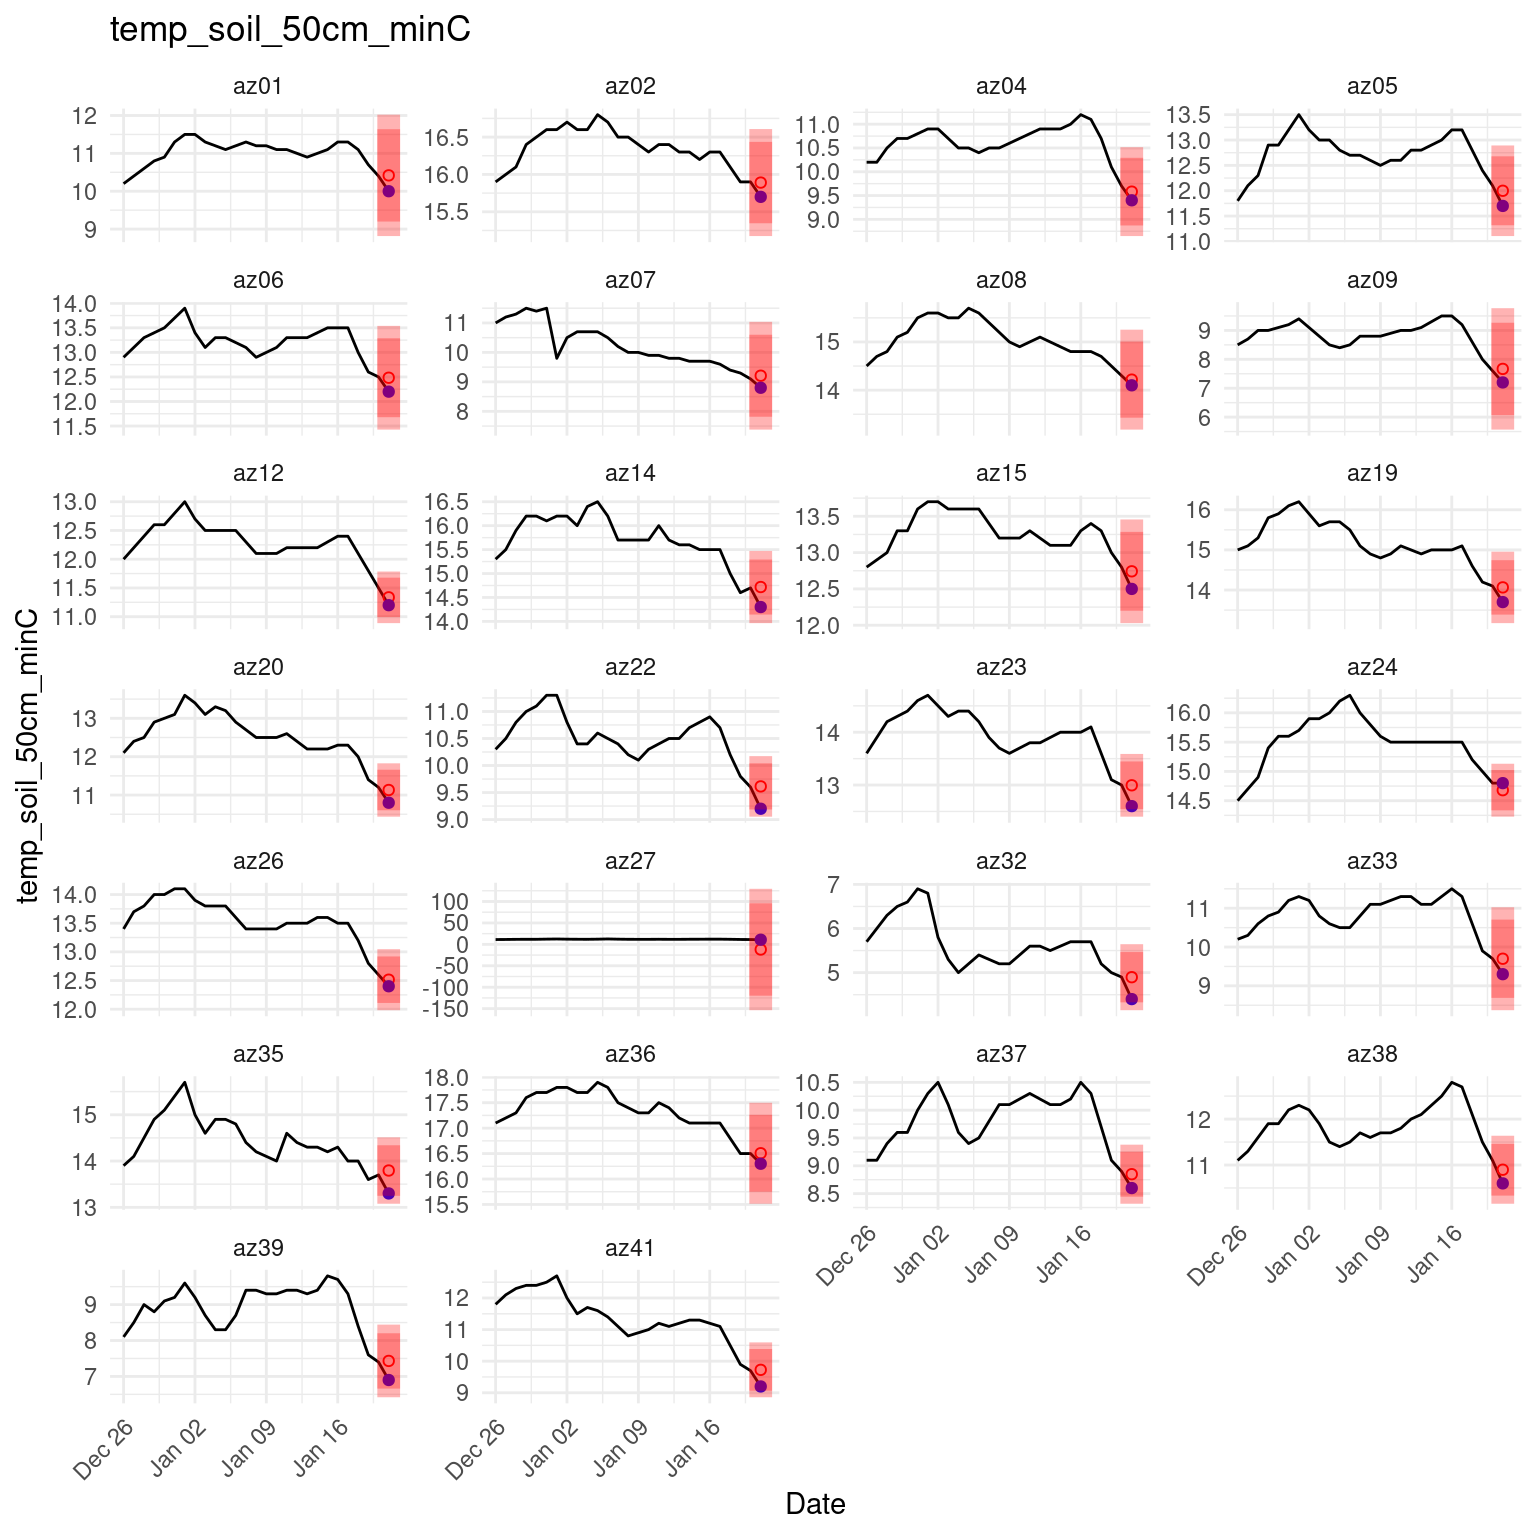 temp_soil_50cm_minC
az01 az02 az04 az05
12 11 10 9
16.5 16.0 15.5
11.0 10.5 10.0 9.5 9.0
13.5 13.0 12.5 12.0 11.5 11.0
az06 az07 az08 az09
14.0 13.5 13.0 12.5 12.0 11.5
11 10 9 8
15 14
9 8 7 6
az12 az14 az15 az19
13.0 12.5 12.0 11.5 11.0
16.5 16.0 15.5 15.0 14.5 14.0
13.5 13.0 12.5 12.0
16 15 14
az20 az22 az23 az24
13 12 11
11.0 10.5 10.0 9.5 9.0
14 13
16.0 15.5 15.0 14.5
az26 az27 az32 az33
14.0 13.5 13.0 12.5 12.0
100 50 0 -50 -100 -150
7 6 5
11 10 9
az35 az36 az37 az38
15 14 13
18.0 17.5 17.0 16.5 16.0 15.5
10.5 10.0 9.5 9.0 8.5
12 11
Dec 26 Jan 02 Jan 09 Jan 16
Dec 26 Jan 02 Jan 09 Jan 16
az39 az41
9 8 7
12 11 10 9
Dec 26 Jan 02 Jan 09 Jan 16
Dec 26 Jan 02 Jan 09 Jan 16
temp_soil_50cm_minC
Date